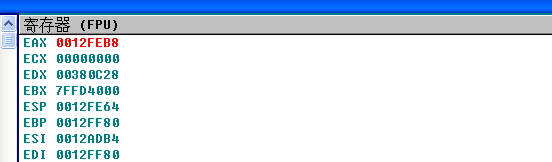 寄存器 (FPU)
EAX 0012FEB8
ECX 00000000
EDX 00380C28
EBX 7FFD4000
ESP 0012FE64
EBP 0012FF80
ESI 0012ADB4
EDI 0012FF80